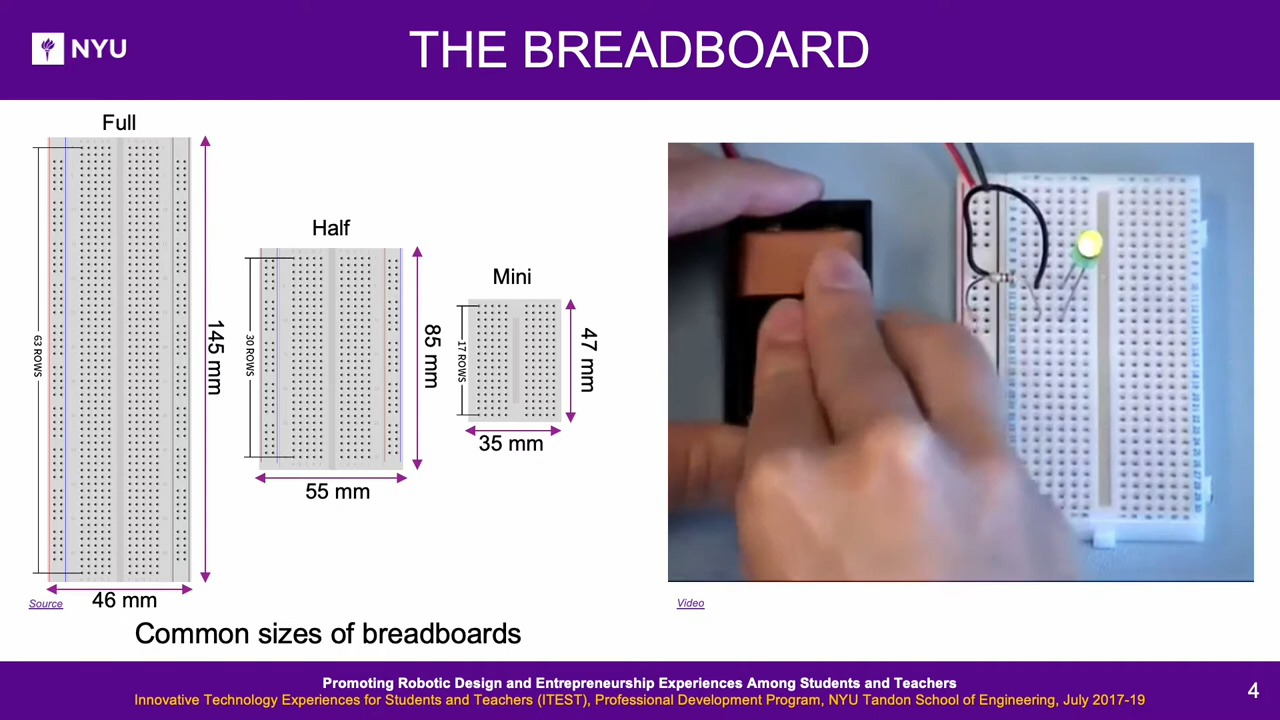 NYU
THE BREADBOARD
Full
63 ROWS
145 mm
46 mm
Source
Half
30 ROWS
85 mm
55 mm
Mini
17 ROWS
47 mm
35 mm
Common sizes of breadboards
Video
Promoting Robotic Design and Entrepreneurship Experiences Among Students and Teachers
Innovative Technology Experiences for Students and Teachers (ITEST), Professional Development Program, NYU Tandon School of Engineering, July 2017-19
4